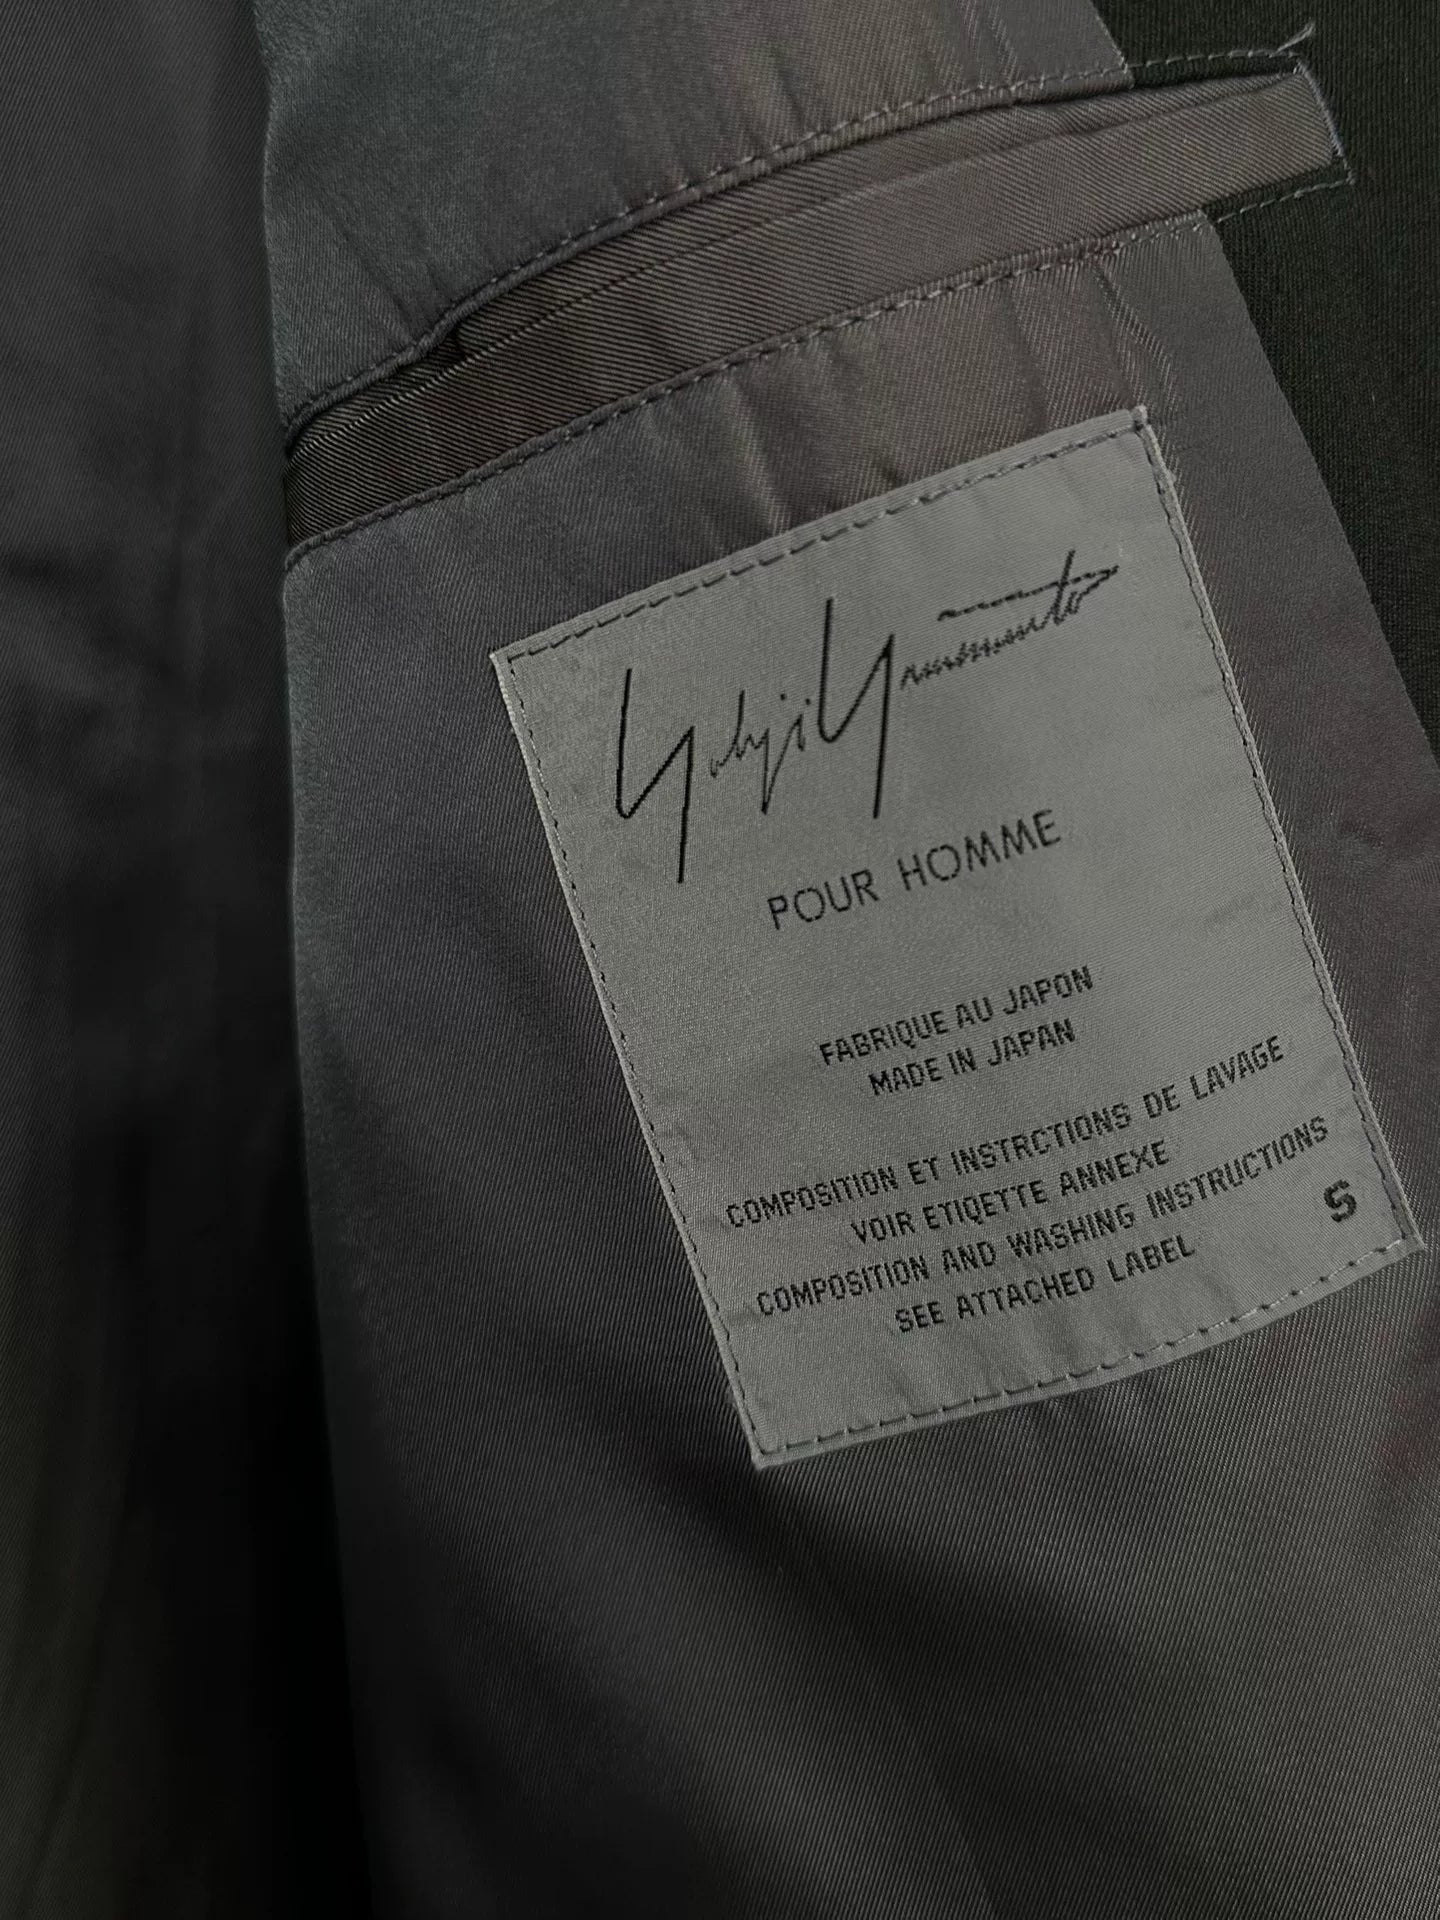 Yohji Yamamoto
POUR HOMME
FABRIQUE AU JAPON
MADE IN JAPAN
COMPOSITION ET INSTRCTIONS DE LAVAGE
VOIR ETIQETTE ANNEXE
COMPOSITION AND WASHING INSTRUCTIONS
SEE ATTACHED LABEL
S